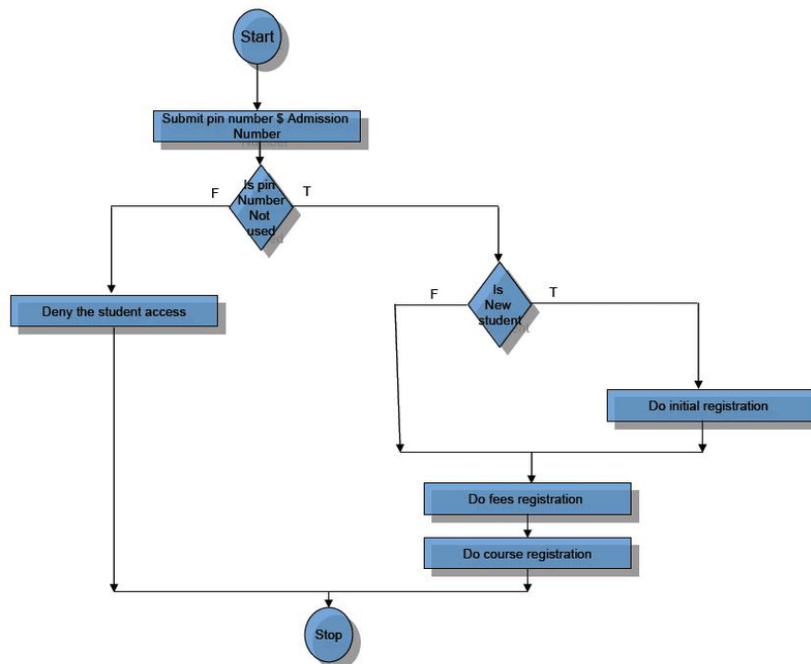 Start
Submit pin number $ Admission
Number
F
Is pin
Number
Not
used
T
Deny the student access
F
Is
New
student
T
Do initial registration
Do fees registration
Do course registration
Stop